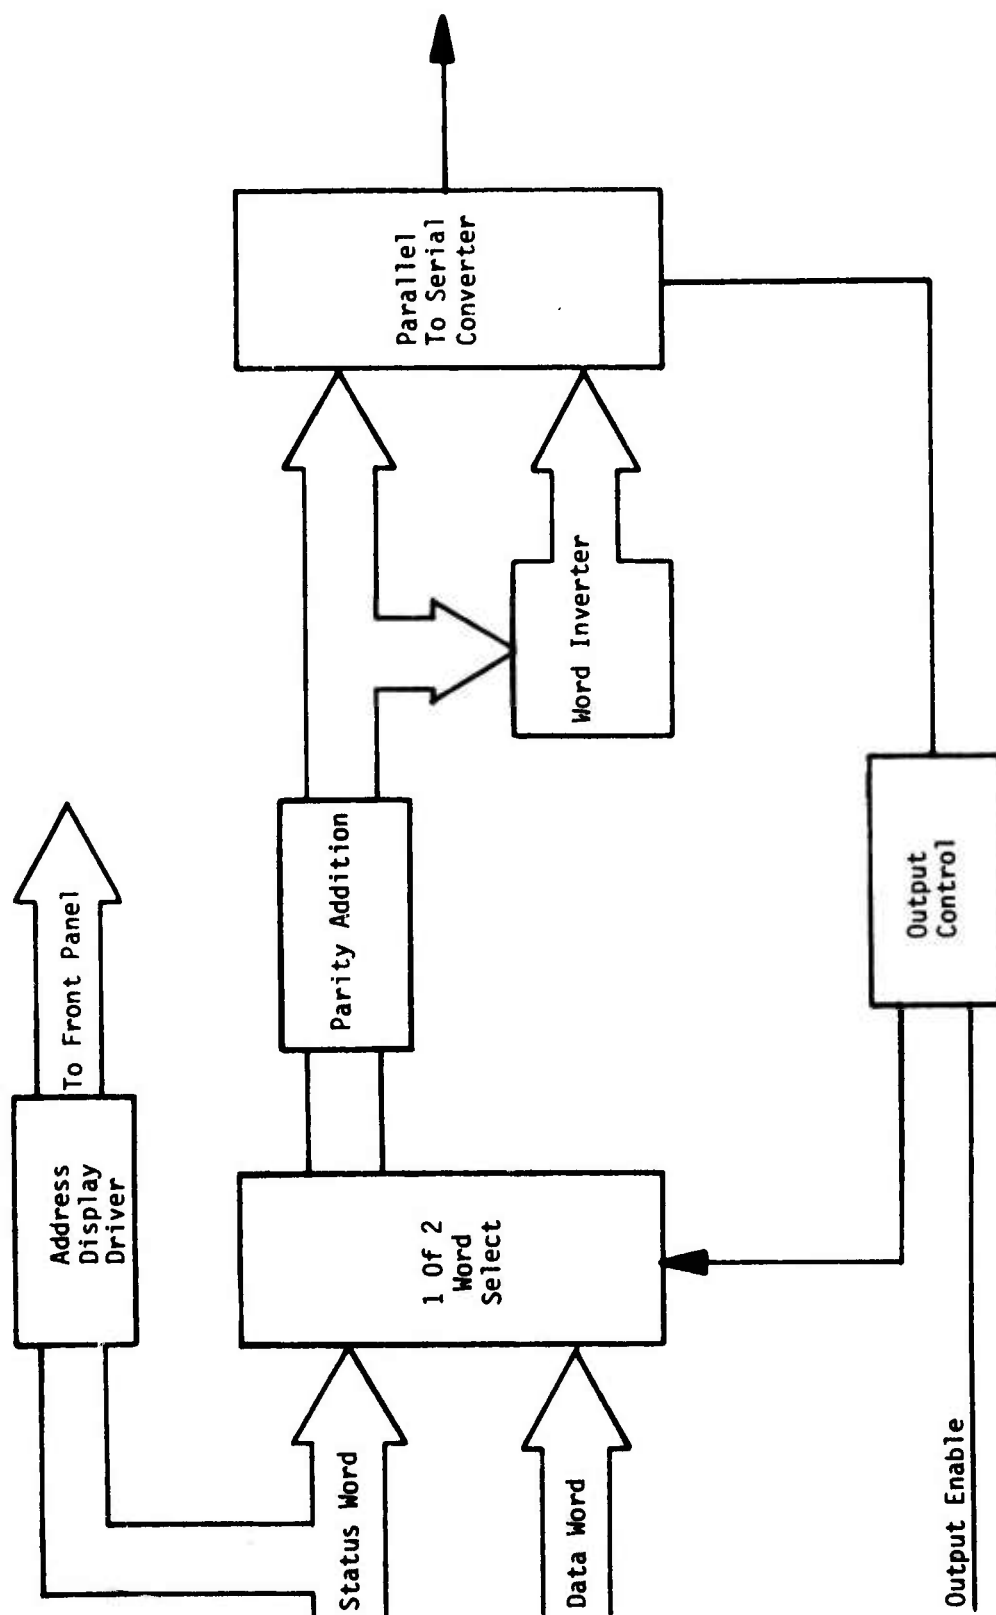 To Front Panel
Address
Display
Driver
Status Word
Data Word
1 Of 2
Word
Select
Parity Addition
Word Inverter
Parallel
To Serial
Converter
Output
Control
Output Enable